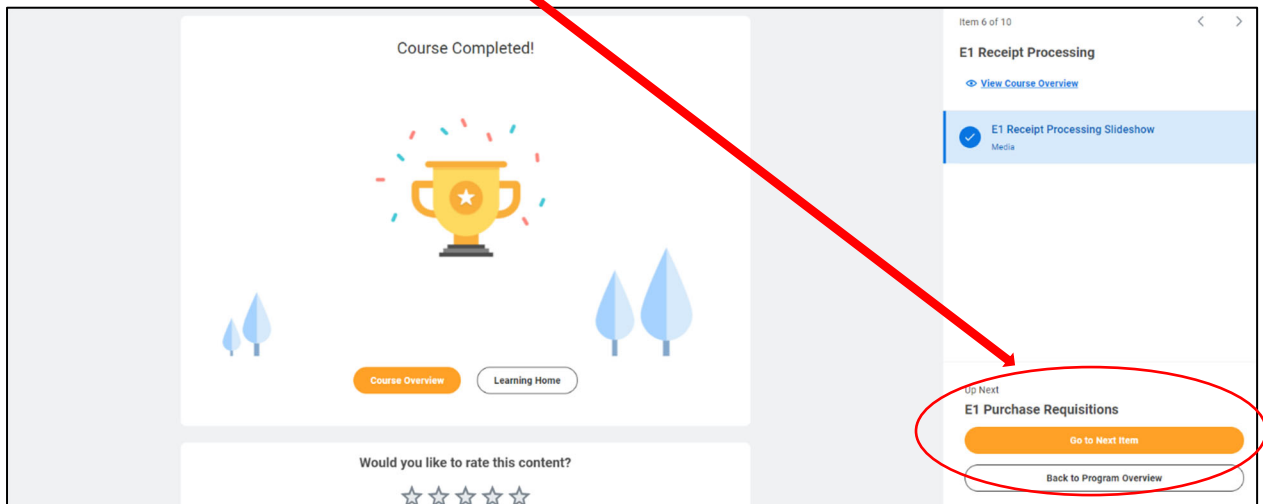 Course Completed!
Course Overview
Learning Home
Would you like to rate this content?
Item 6 of 10
E1 Receipt Processing
View Course Overview
E1 Receipt Processing Slideshow
Media
Up Next
E1 Purchase Requisitions
Go to Next Item
Back to Program Overview